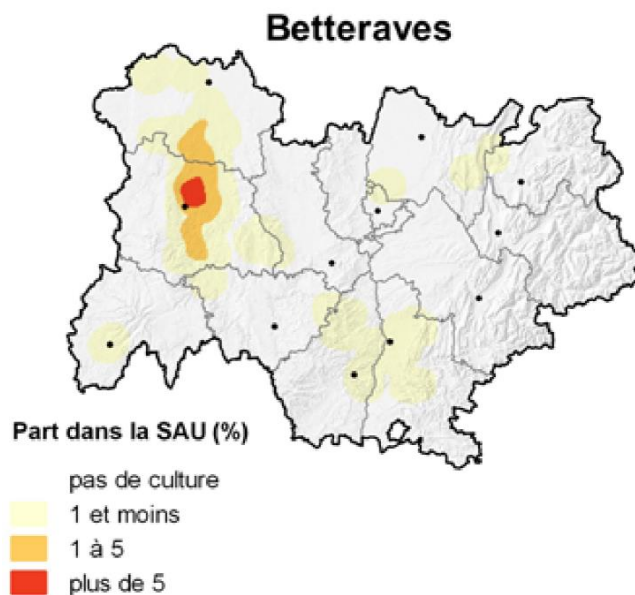 Betteraves
Part dans la SAU (%)
pas de culture
1 et moins
1 à 5
plus de 5